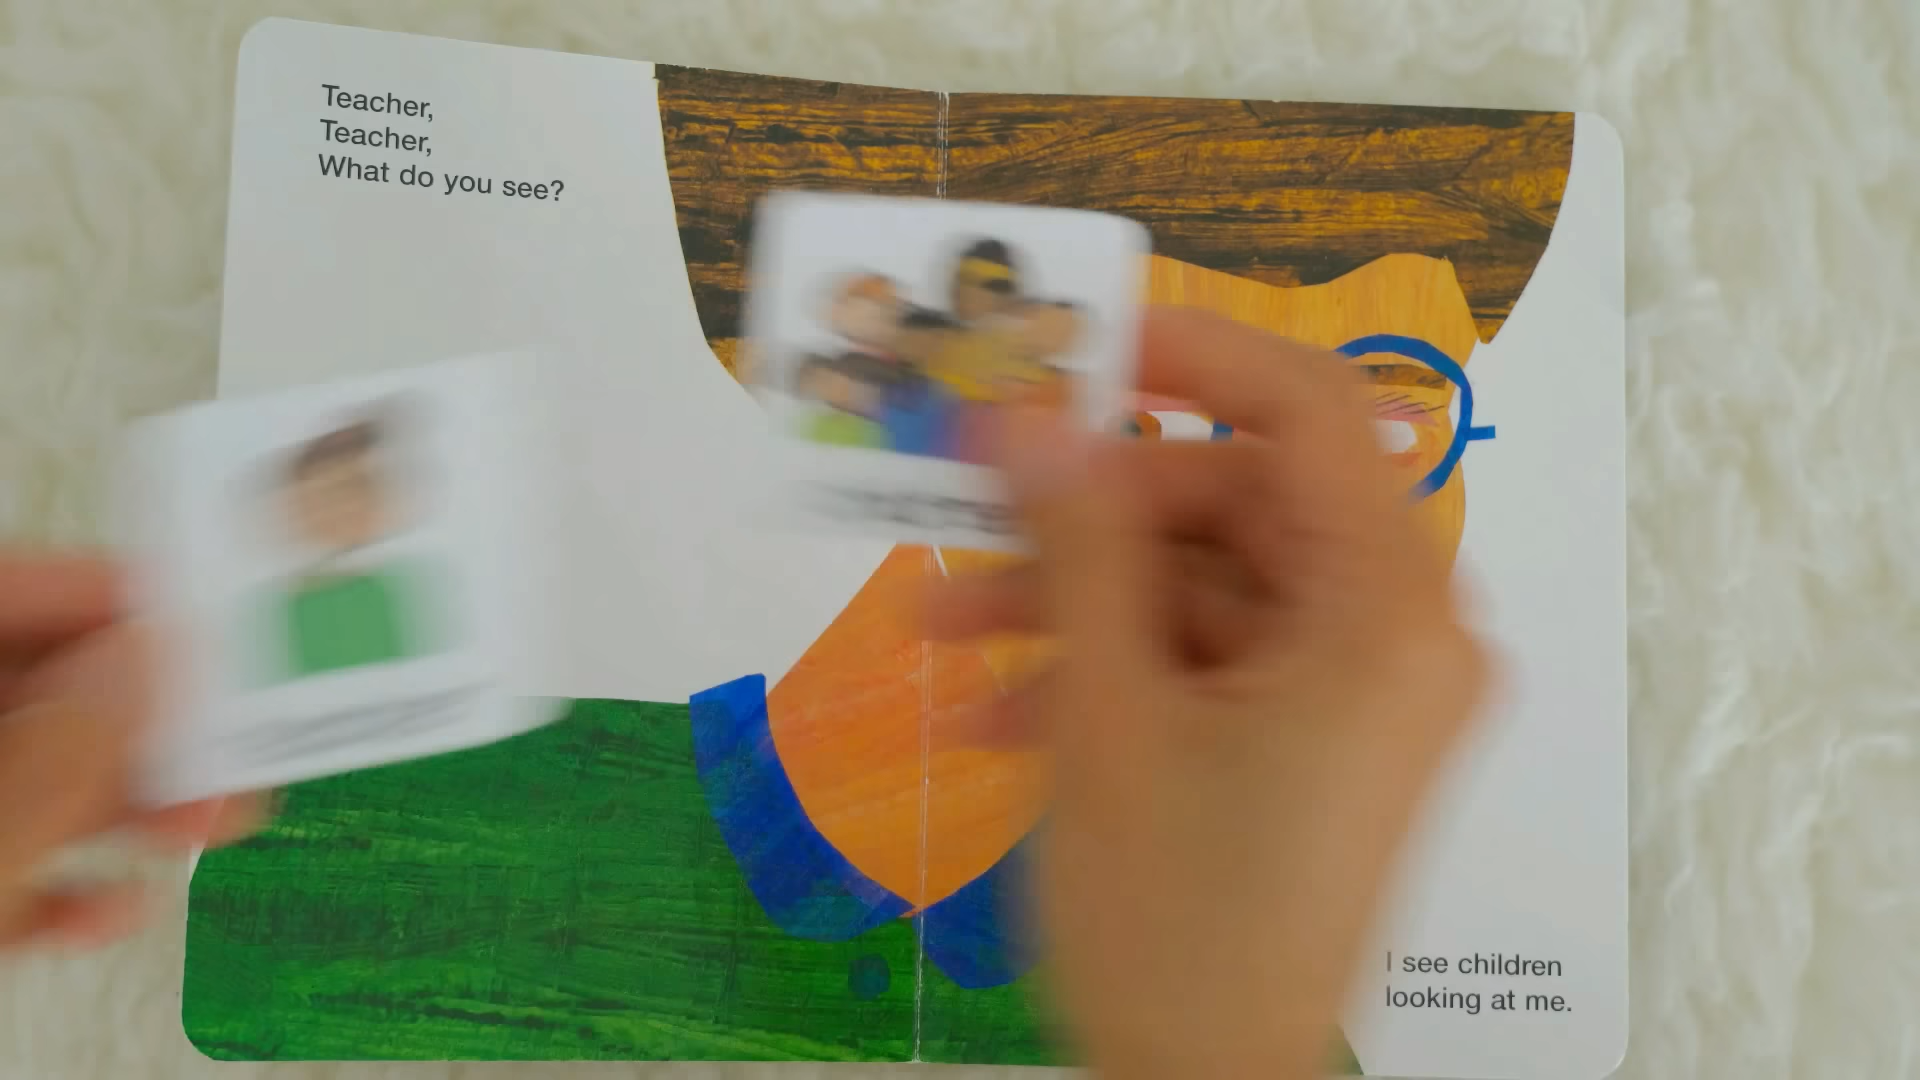 Teacher,
Teacher,
What do you see?
I see children
looking at me.